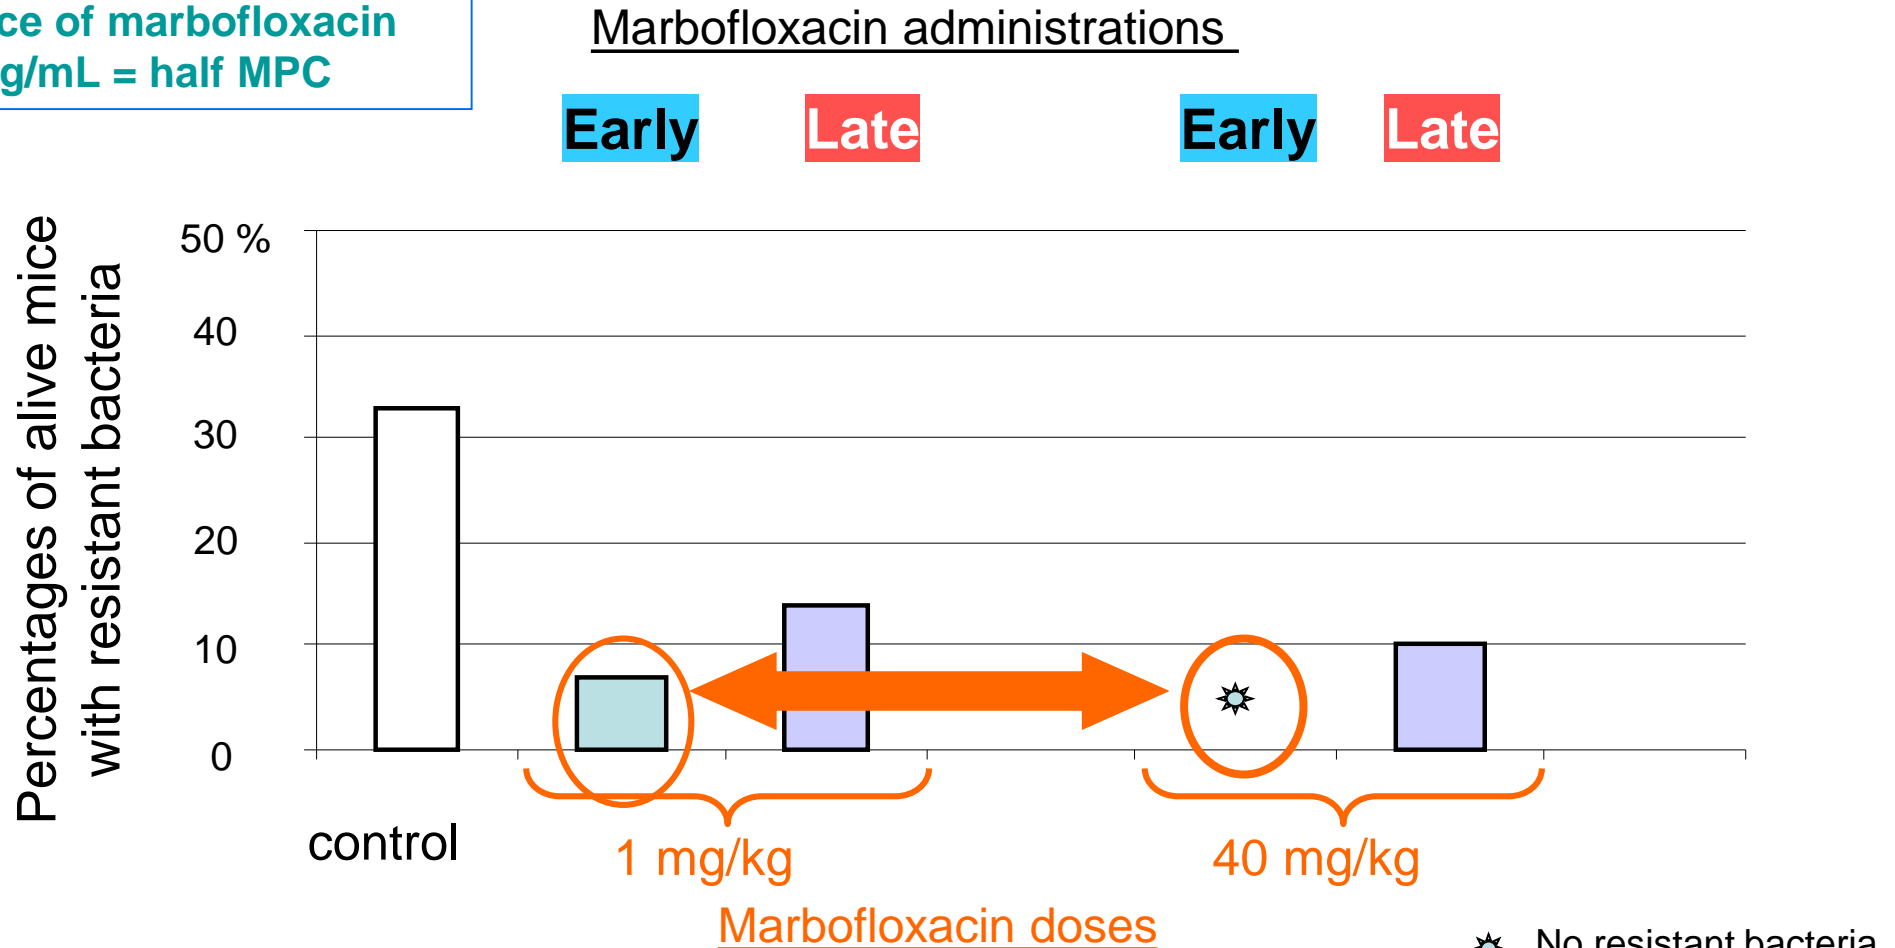 ce of marbofloxacin
g/mL = half MPC
Marbofloxacin administrations
Early Late Early Late
Percentages of alive mice
with resistant bacteria
50 %
40
30
20
10
0
control
1 mg/kg
40 mg/kg
Marbofloxacin doses
No resistant bacteria